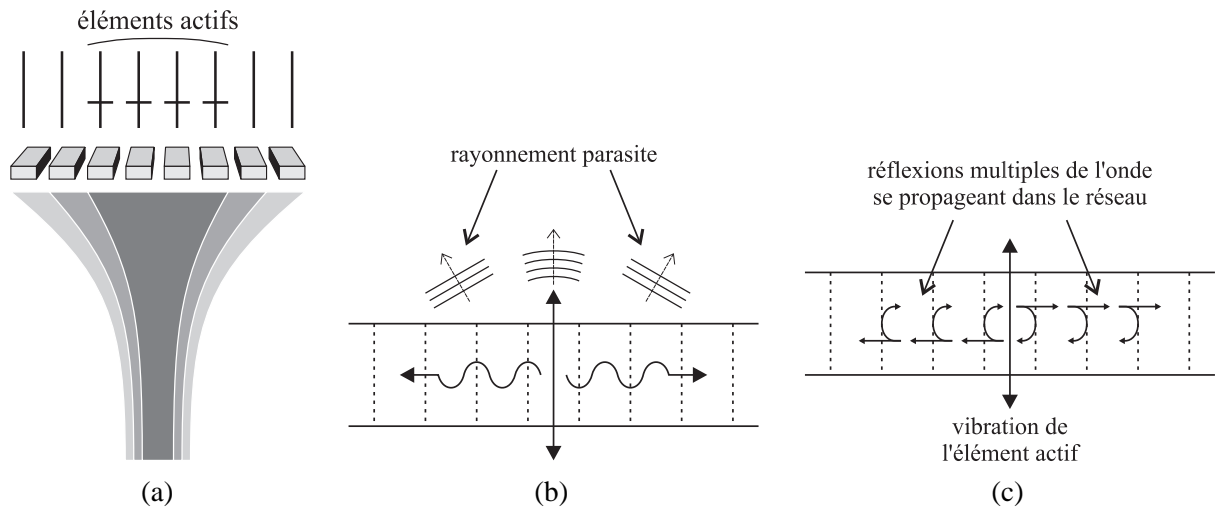 éléments actifs
rayonnement parasite
réflexions multiples de l'onde
se propageant dans le réseau
vibration de
l'élément actif
(a)
(b)
(c)